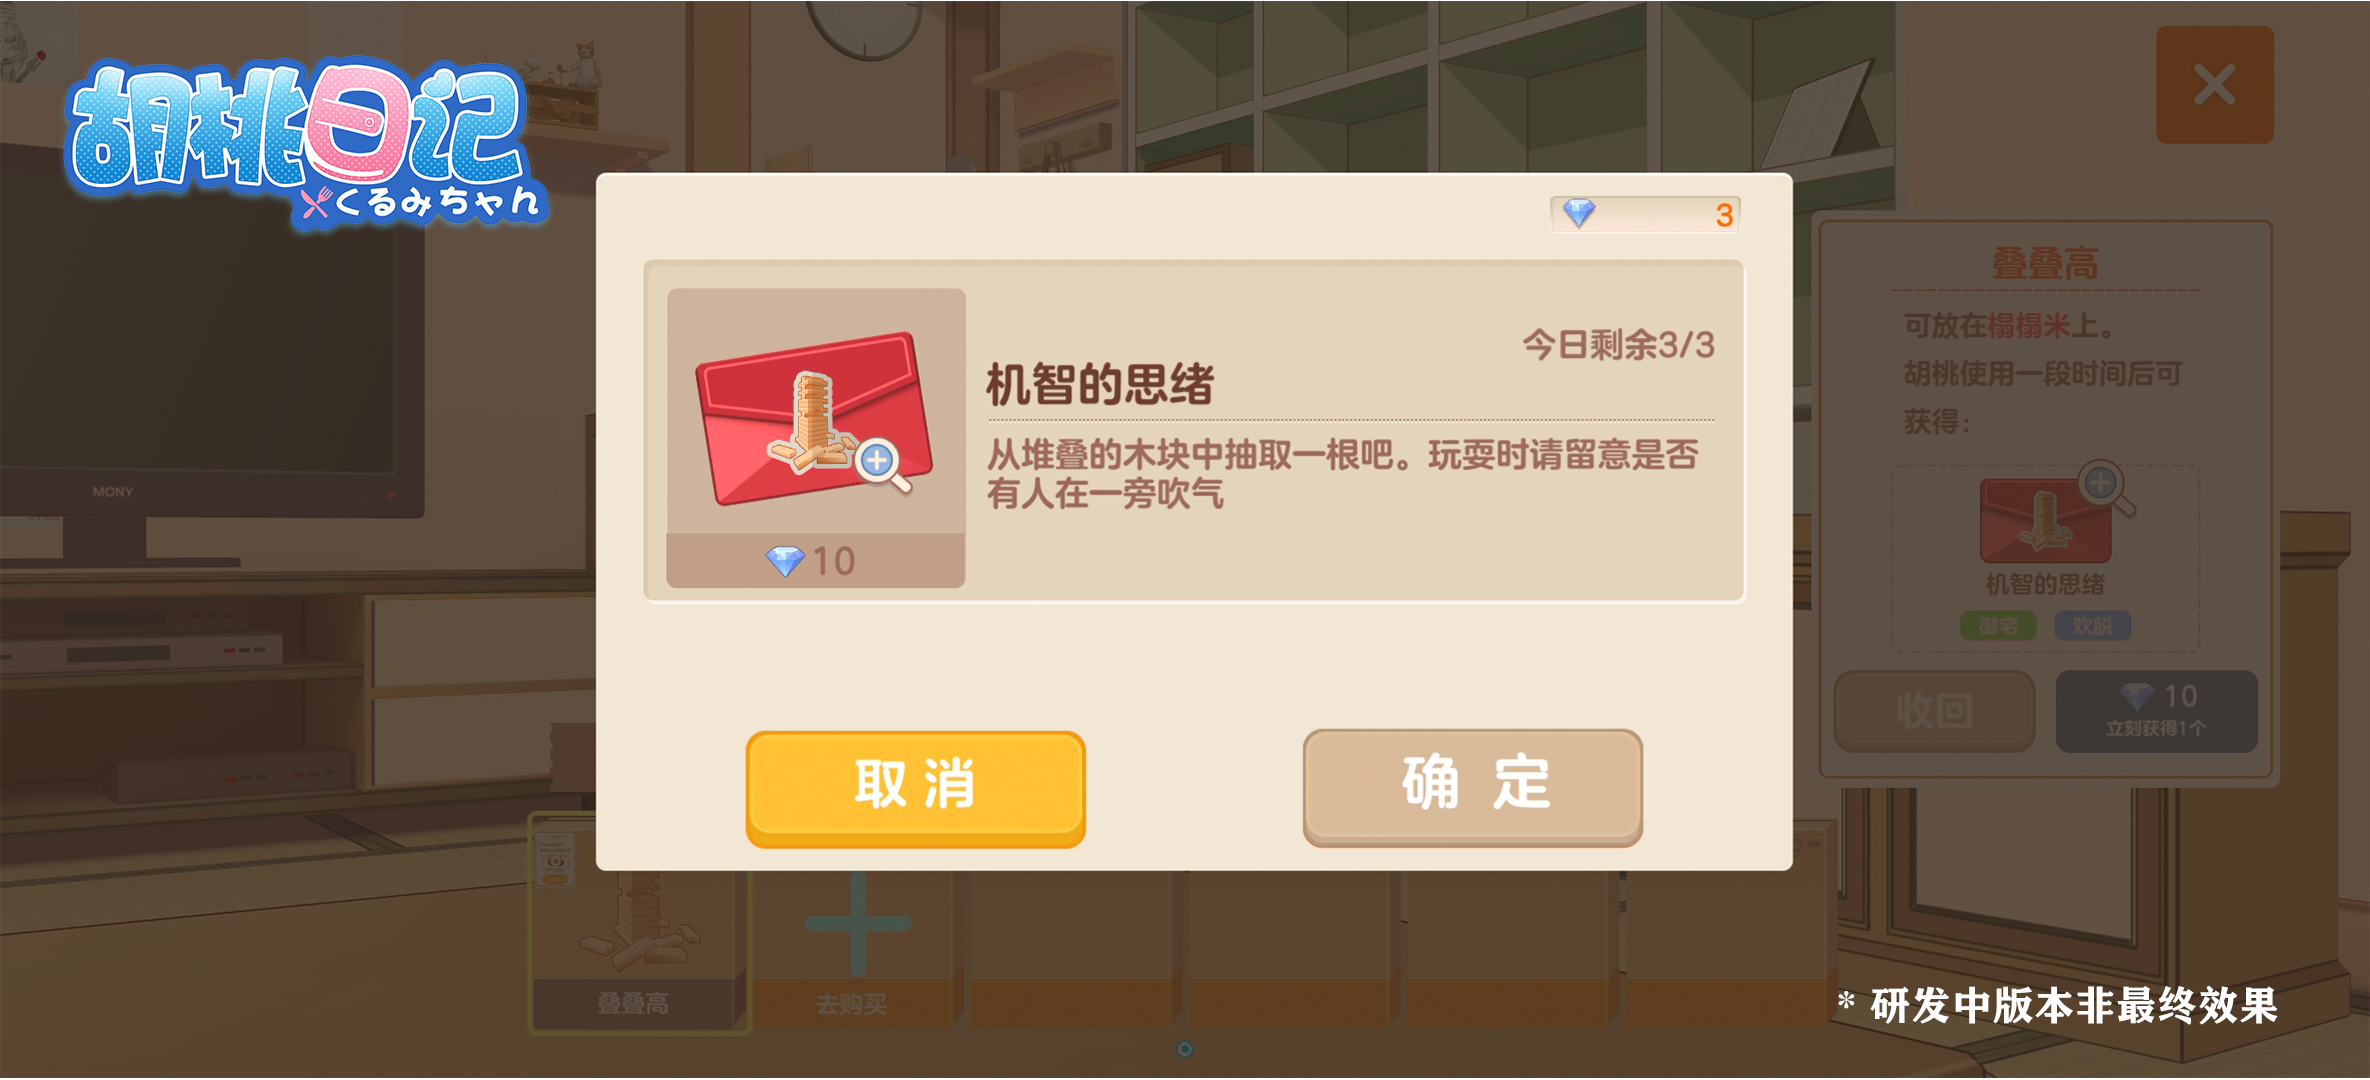 胡桃日记
くるみちゃん
3
今日剩余3/3
机智的思绪
从堆叠的木块中抽取一根吧。玩耍时请留意是否
有人在一旁吹气
10
取消
确定
MONY
叠叠高
可放在榻榻米上。
胡桃使用一段时间后可
获得：
机智的思绪
御宅
欢脱
收回
10
立刻获得1个
叠叠高
去购买
* 研发中版本非最终效果